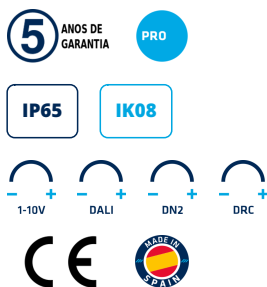 5 ANOS DE
GARANTIA
PRO
IP65 IK08
- + - + - + - +
1-10V DALI DN2 DRC
CE
MADE IN
SPAIN